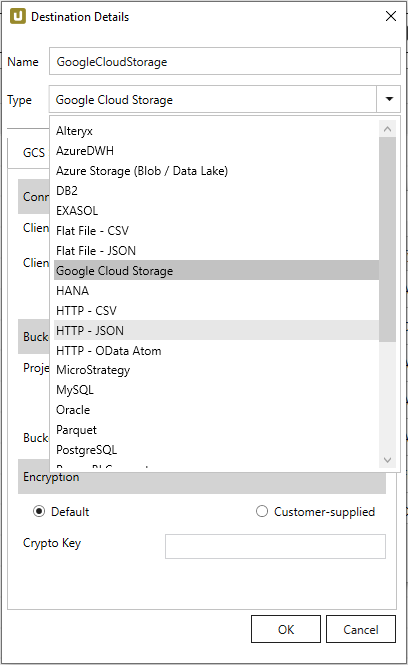 Destination Details
Name GoogleCloudStorage
Type Google Cloud Storage
Alteryx
AzureDWH
GCS
Azure Storage (Blob / Data Lake)
DB2
EXASOL
Flat File - CSV
Flat File - JSON
Google Cloud Storage
HANA
HTTP - CSV
HTTP - JSON
HTTP - OData Atom
MicroStrategy
MySQL
Oracle
Parquet
PostgreSQL
Conn
Clien
Clien
Buck
Proje
Buck
Encryption
Default Customer-supplied
Crypto Key
OK Cancel